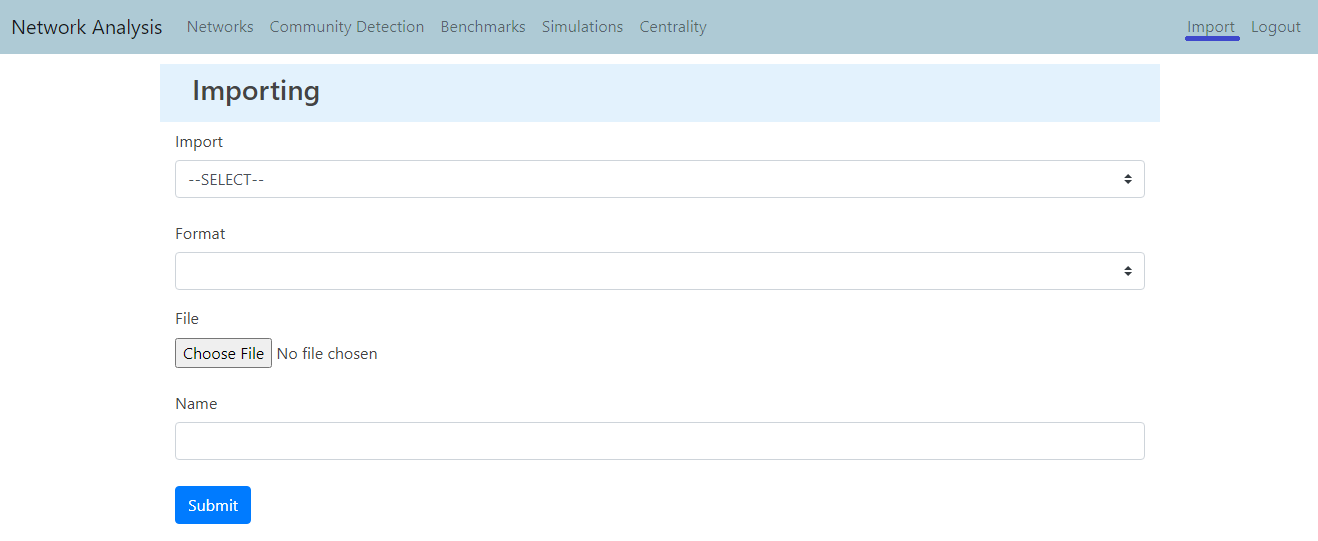 Network Analysis Networks Community Detection Benchmarks Simulations Centrality Import Logout
Importing
Import
--SELECT--
Format
File
Choose File No file chosen
Name
Submit